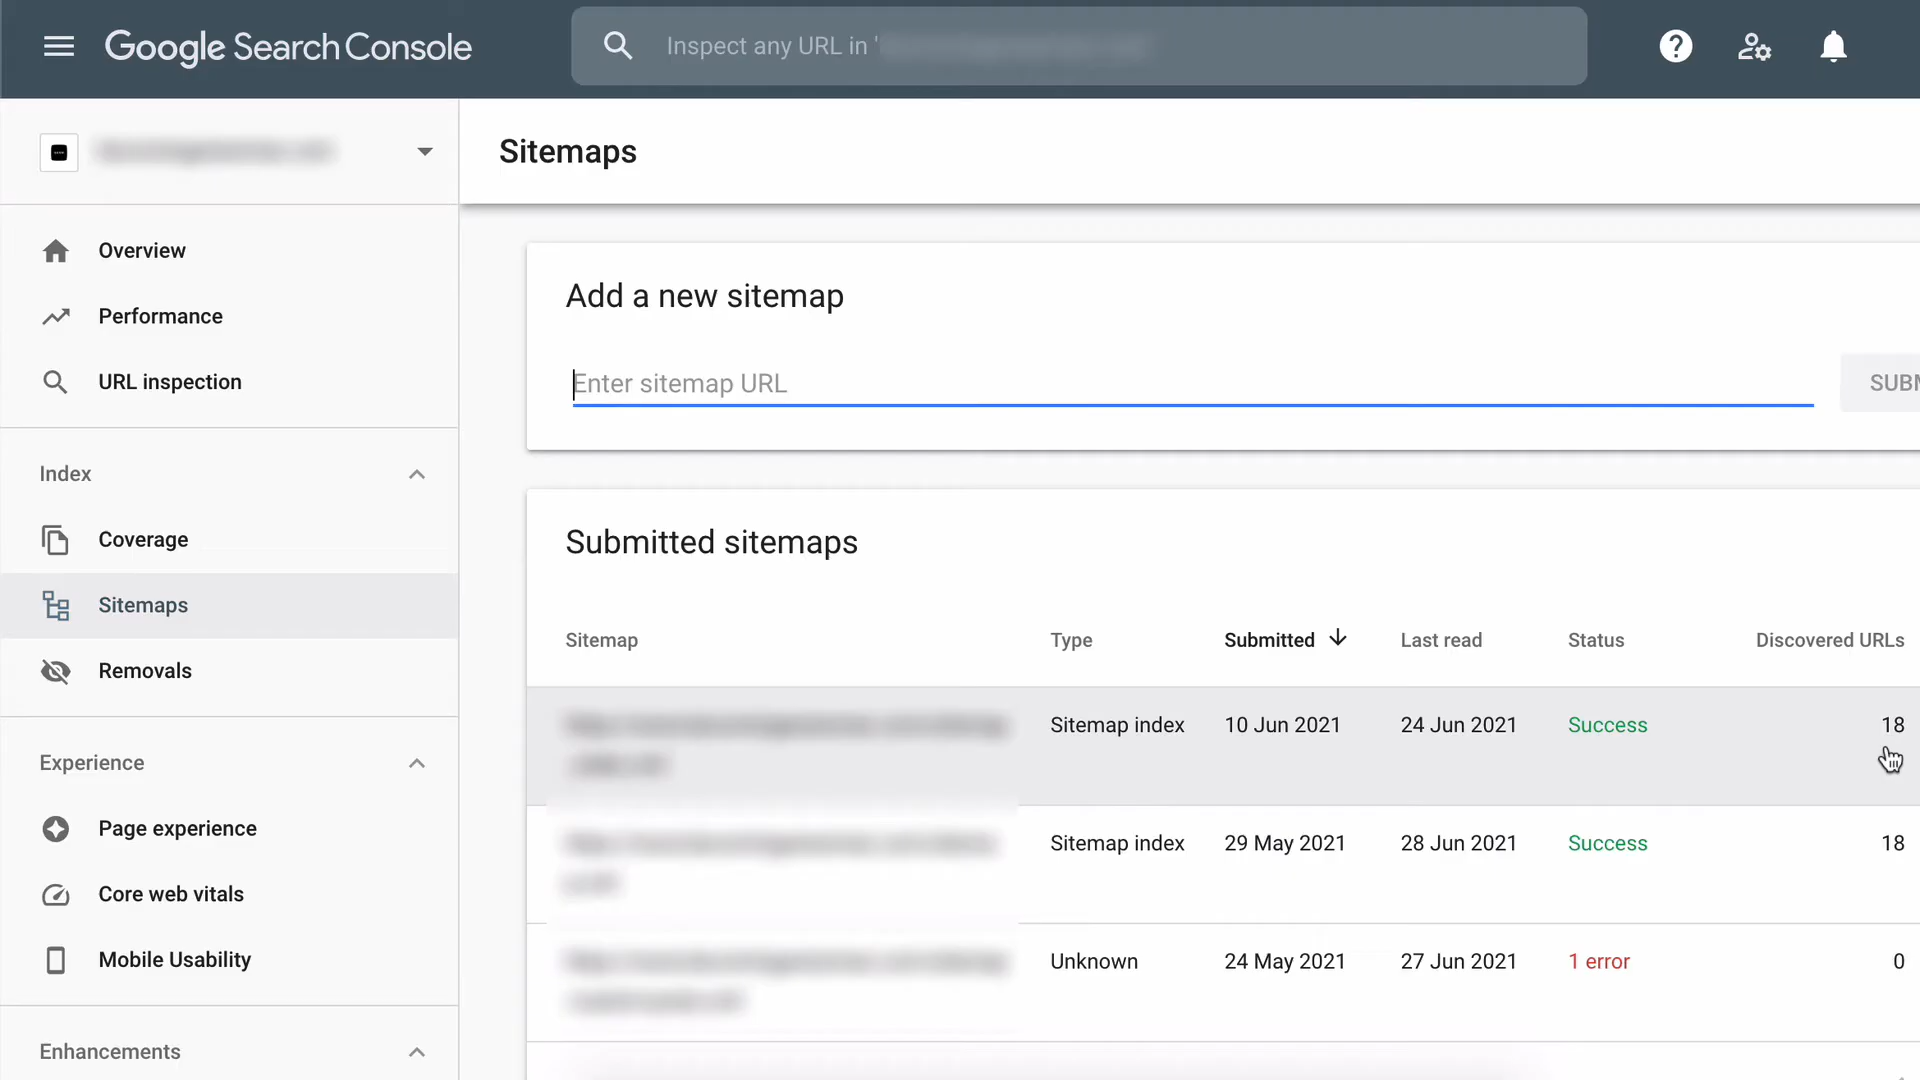 Google Search Console
Inspect any URL in '
Sitemaps
Overview
Performance
URL inspection
Index
Coverage
Sitemaps
Removals
Experience
Page experience
Core web vitals
Mobile Usability
Enhancements
Add a new sitemap
Enter sitemap URL
SUBM
Submitted sitemaps
Sitemap Type Submitted Last read Status Discovered URLs
Sitemap index 10 Jun 2021 24 Jun 2021 Success 18
Sitemap index 29 May 2021 28 Jun 2021 Success 18
Unknown 24 May 2021 27 Jun 2021 1 error 0